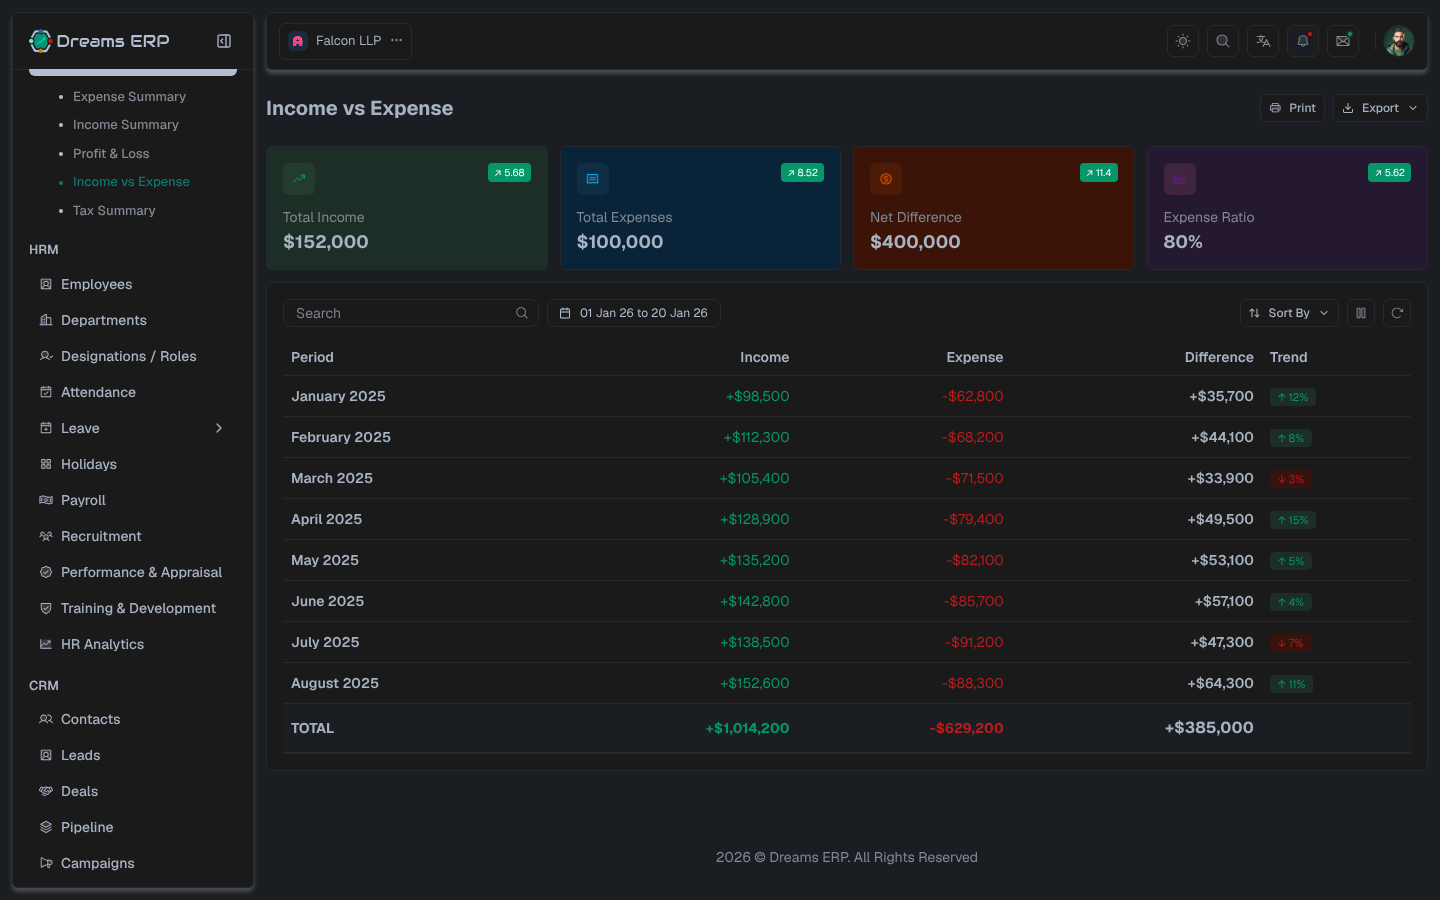 Dreams ERP
Expense Summary
Income Summary
Profit & Loss
Income vs Expense
Tax Summary
HRM
Employees
Departments
Designations / Roles
Attendance
Leave
Holidays
Payroll
Recruitment
Performance & Appraisal
Training & Development
HR Analytics
CRM
Contacts
Leads
Deals
Pipeline
Campaigns
Falcon LLP ···
Income vs Expense
Print
Export
5.68
Total Income
$152,000
8.52
Total Expenses
$100,000
11.4
Net Difference
$400,000
5.62
Expense Ratio
80%
Search
01 Jan 26 to 20 Jan 26
Sort By
Period Income Expense Difference Trend
January 2025 +$98,500 -$62,800 +$35,700 ↑ 12%
February 2025 +$112,300 -$68,200 +$44,100 ↑ 8%
March 2025 +$105,400 -$71,500 +$33,900 ↓ 3%
April 2025 +$128,900 -$79,400 +$49,500 ↑ 15%
May 2025 +$135,200 -$82,100 +$53,100 ↑ 5%
June 2025 +$142,800 -$85,700 +$57,100 ↑ 4%
July 2025 +$138,500 -$91,200 +$47,300 ↓ 7%
August 2025 +$152,600 -$88,300 +$64,300 ↑ 11%
TOTAL +$1,014,200 -$629,200 +$385,000
2026 © Dreams ERP. All Rights Reserved